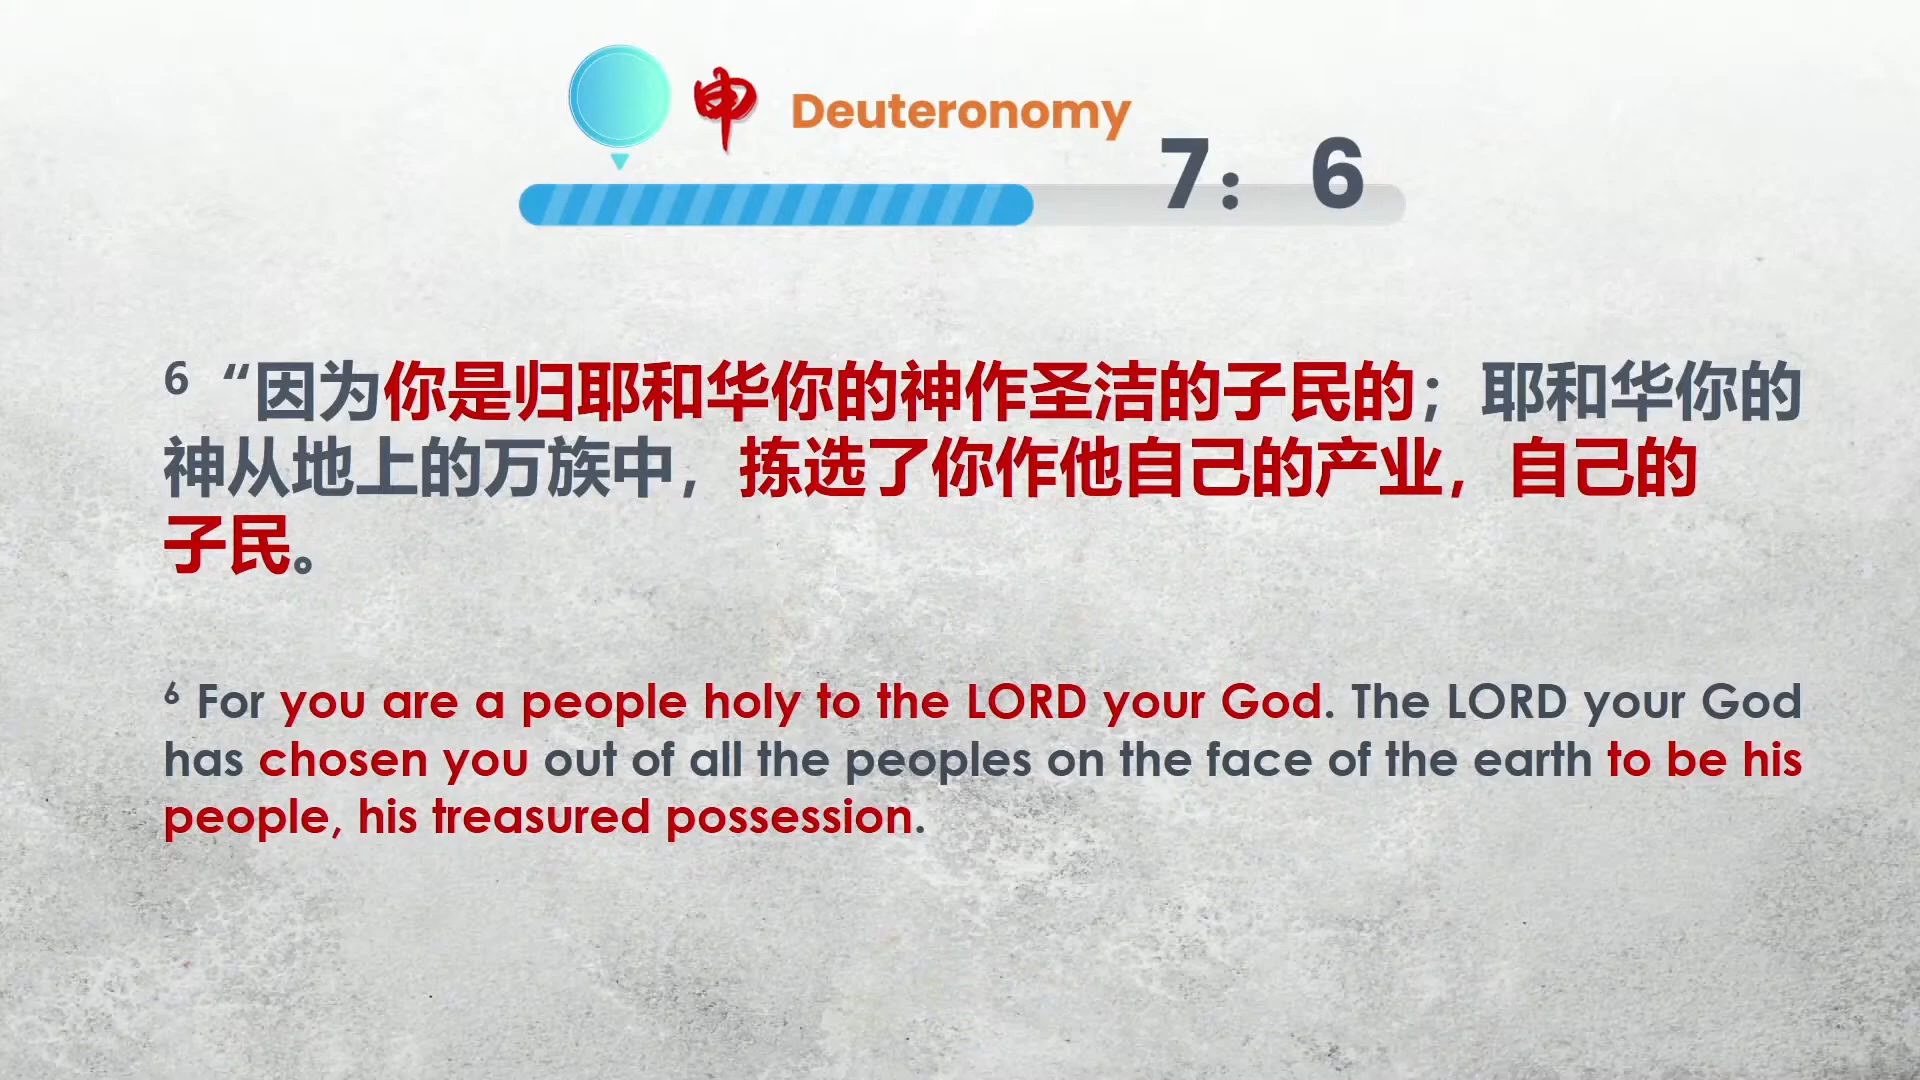 申 Deuteronomy
7： 6
6 “因为你是归耶和华你的神作圣洁的子民的；耶和华你的
神从地上的万族中，拣选了你作他自己的产业，自己的
子民。
6 For you are a people holy to the LORD your God. The LORD your God
has chosen you out of all the peoples on the face of the earth to be his
people, his treasured possession.